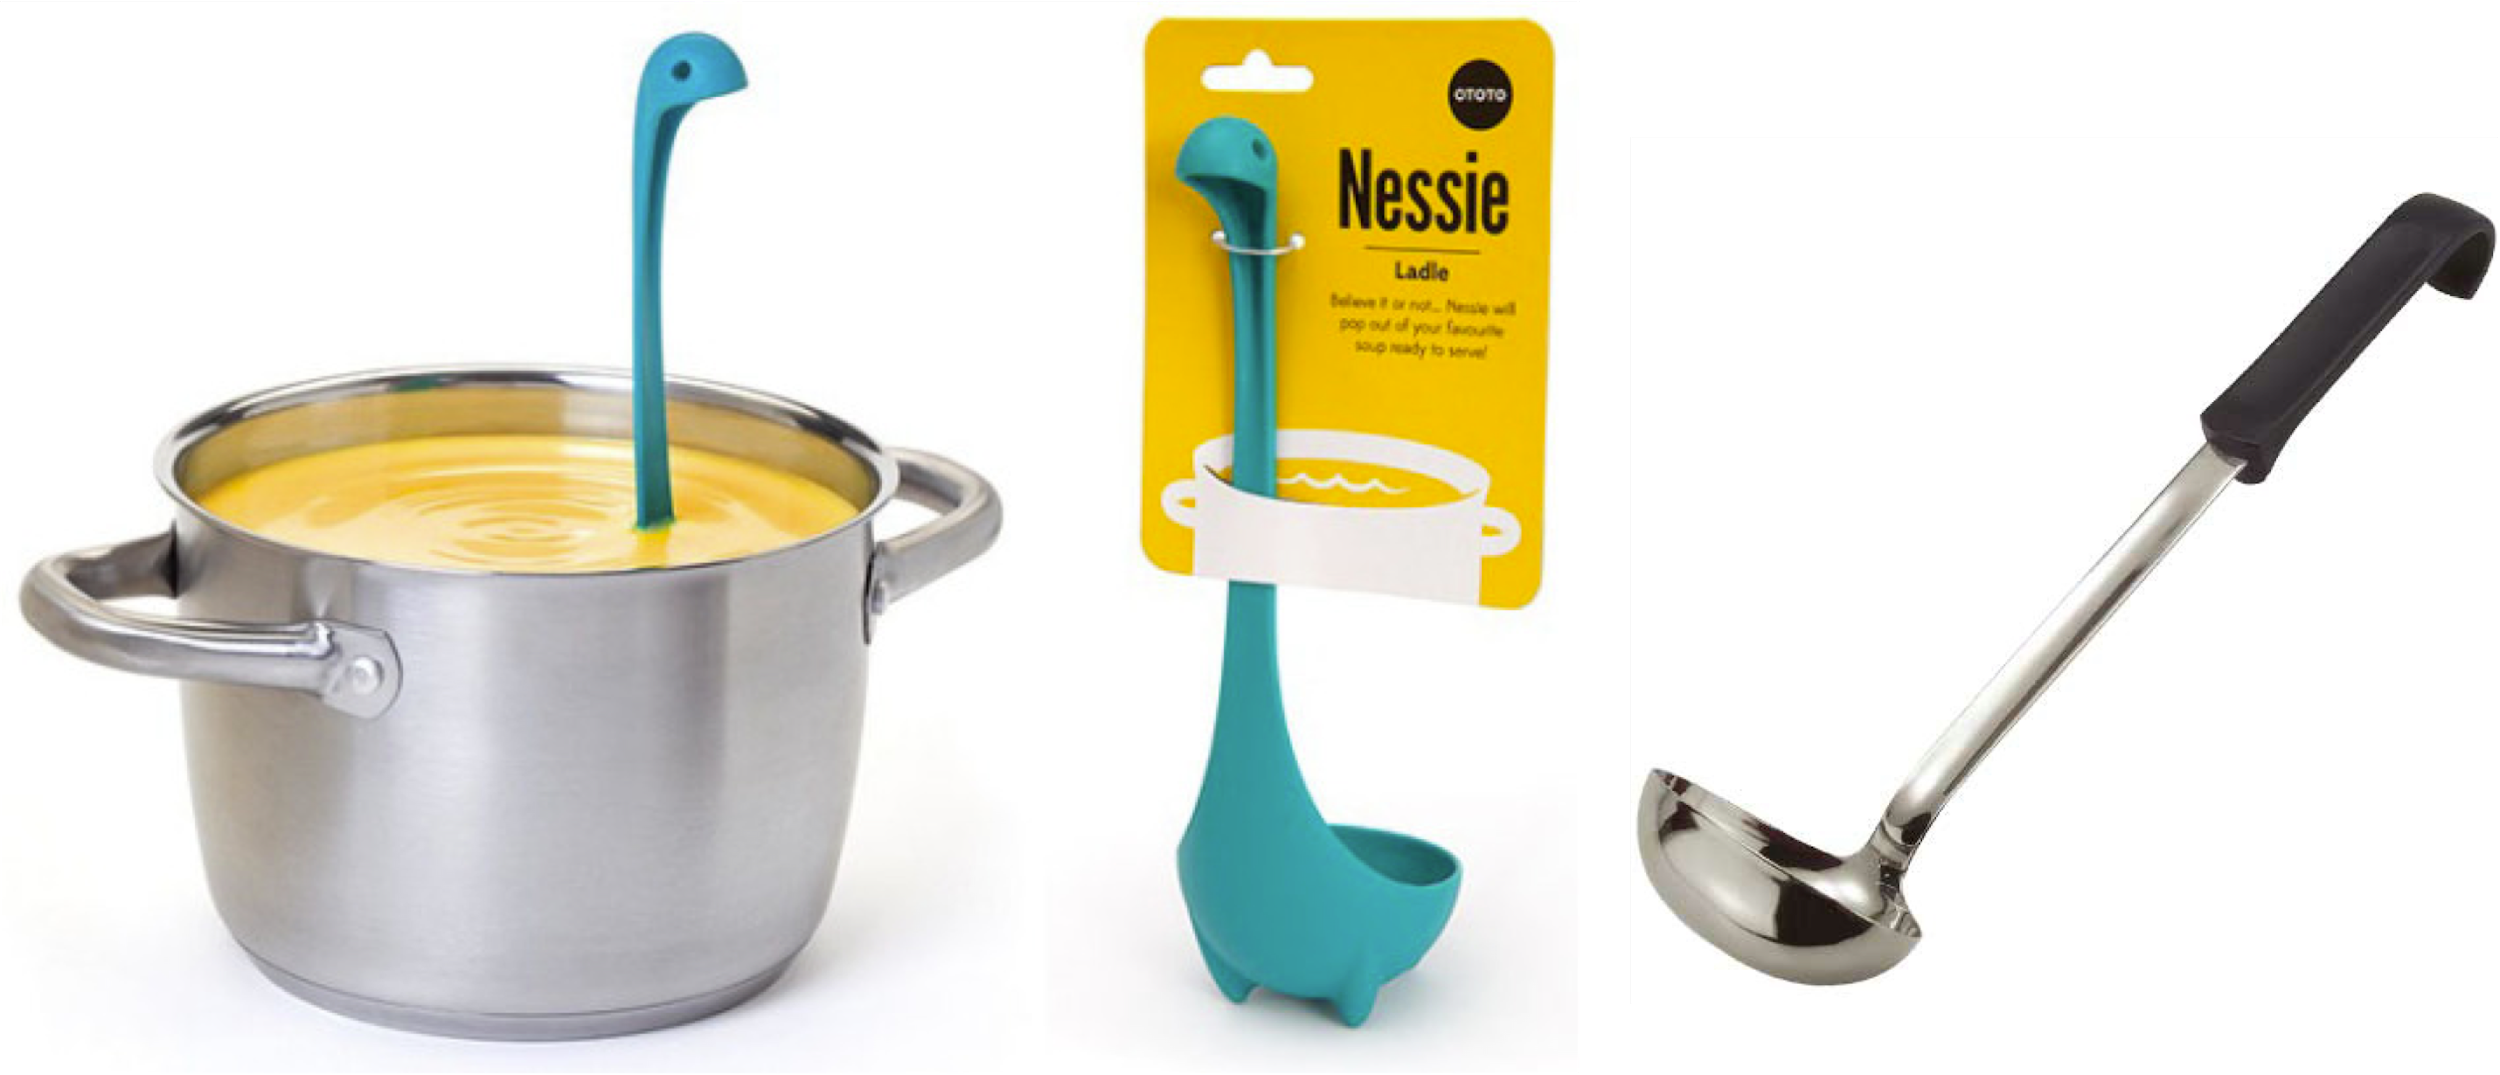 OTOTO
Nessie
Ladle
Believe it or not... Nessie will
pop out of your favourite
soup ready to serve!